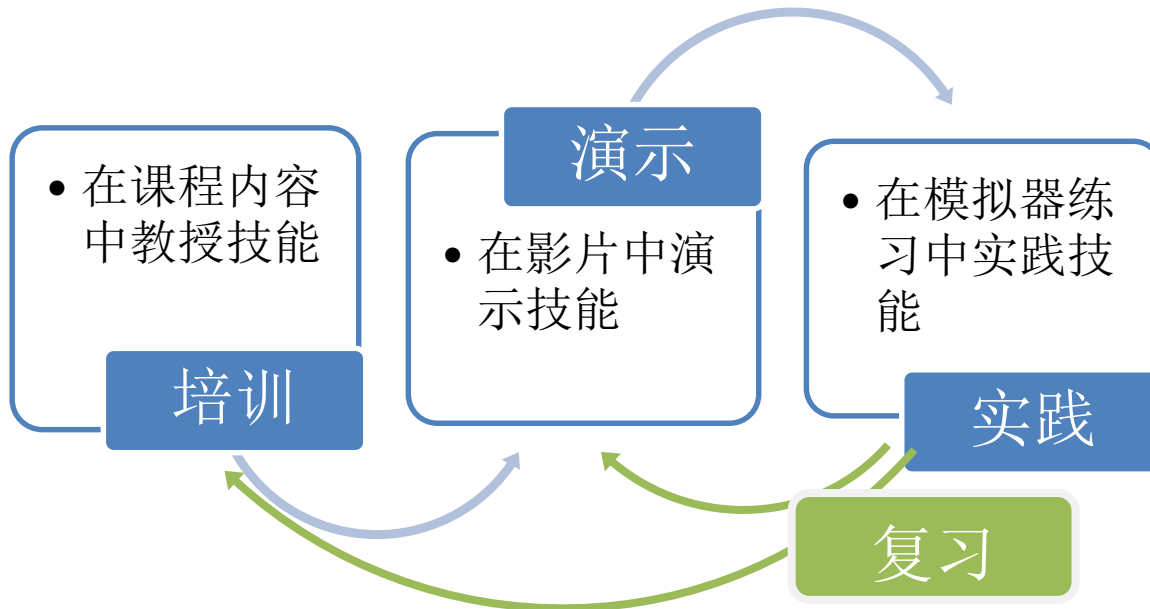 • 在课程内容
中教授技能
培训
演示
• 在影片中演
示技能
• 在模拟器练
习中实践技
能
实践
复习